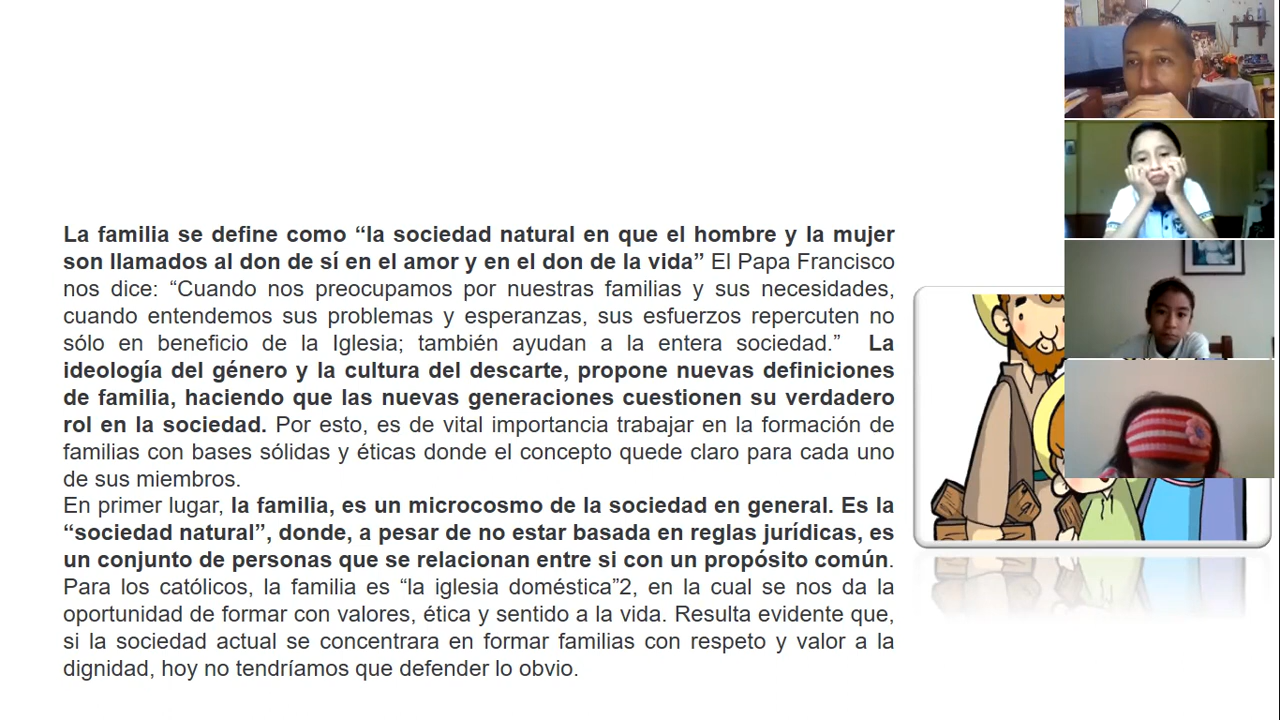 La familia se define como “la sociedad natural en que el hombre y la mujer
son llamados al don de sí en el amor y en el don de la vida” El Papa Francisco
nos dice: “Cuando nos preocupamos por nuestras familias y sus necesidades,
cuando entendemos sus problemas y esperanzas, sus esfuerzos repercuten no
sólo en beneficio de la Iglesia; también ayudan a la entera sociedad.” La
ideología del género y la cultura del descarte, propone nuevas definiciones
de familia, haciendo que las nuevas generaciones cuestionen su verdadero
rol en la sociedad. Por esto, es de vital importancia trabajar en la formación de
familias con bases sólidas y éticas donde el concepto quede claro para cada uno
de sus miembros.
En primer lugar, la familia, es un microcosmo de la sociedad en general. Es la
“sociedad natural”, donde, a pesar de no estar basada en reglas jurídicas, es
un conjunto de personas que se relacionan entre si con un propósito común.
Para los católicos, la familia es “la iglesia doméstica”2, en la cual se nos da la
oportunidad de formar con valores, ética y sentido a la vida. Resulta evidente que,
si la sociedad actual se concentrara en formar familias con respeto y valor a la
dignidad, hoy no tendríamos que defender lo obvio.